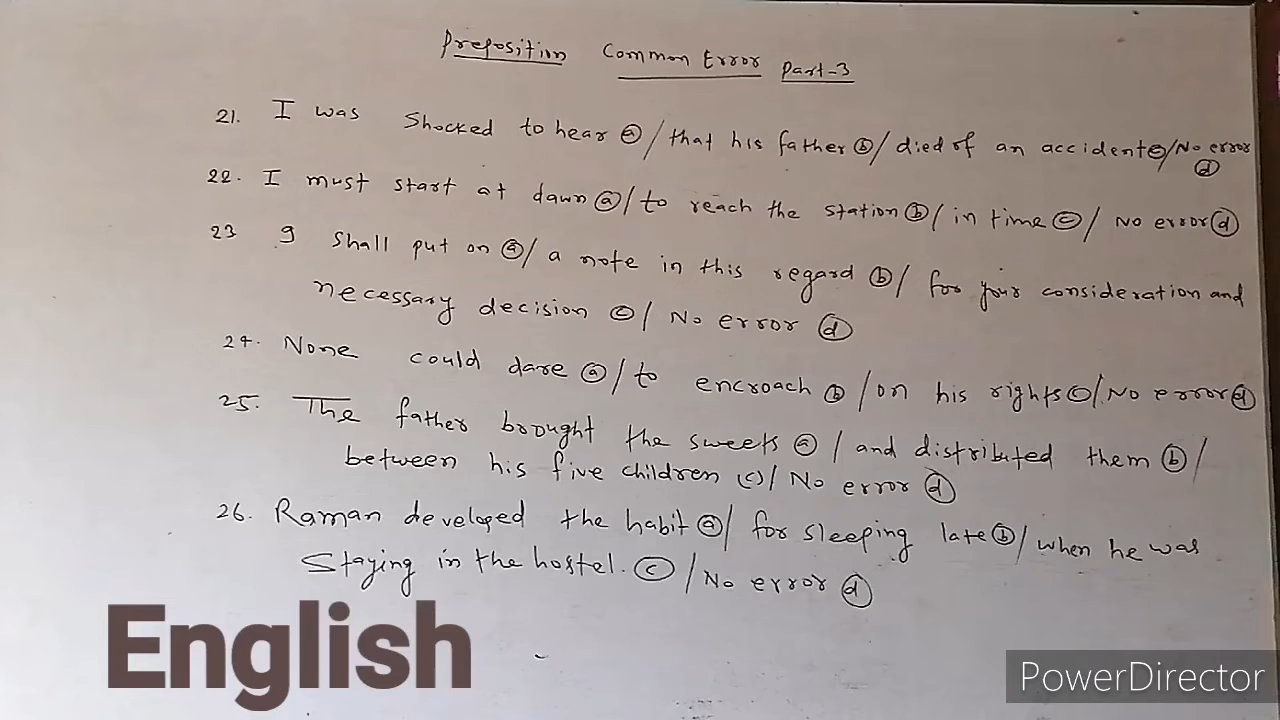 Preposition Common Error Part-3
21. I was shocked to hear ⓐ/ that his father ⓑ/ died of an accident ⓒ/ No error ⓓ
22. I must start at dawn ⓐ/ to reach the station ⓑ/ in time ⓒ/ No error ⓓ
23 I shall put on ⓐ/ a note in this regard ⓑ/ for your consideration and
necessary decision ⓒ/ No error ⓓ
24. None could dare ⓐ/ to encroach ⓑ/ on his rights ⓒ/ No error ⓓ
25. The father brought the sweets ⓐ/ and distributed them ⓑ/
between his five children (c)/ No error ⓓ
26. Raman developed the habit ⓐ/ for sleeping late ⓑ/ when he was
staying in the hostel. ⓒ/ No error ⓓ
English
PowerDirector